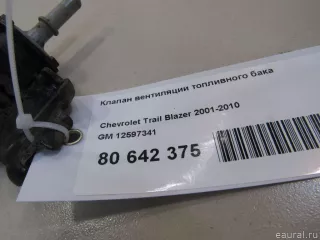 Клапан вентиляции топливного бака
Chevrolet Trail Blazer 2001-2010
GM 12597341
80 642 375
eaural.ru